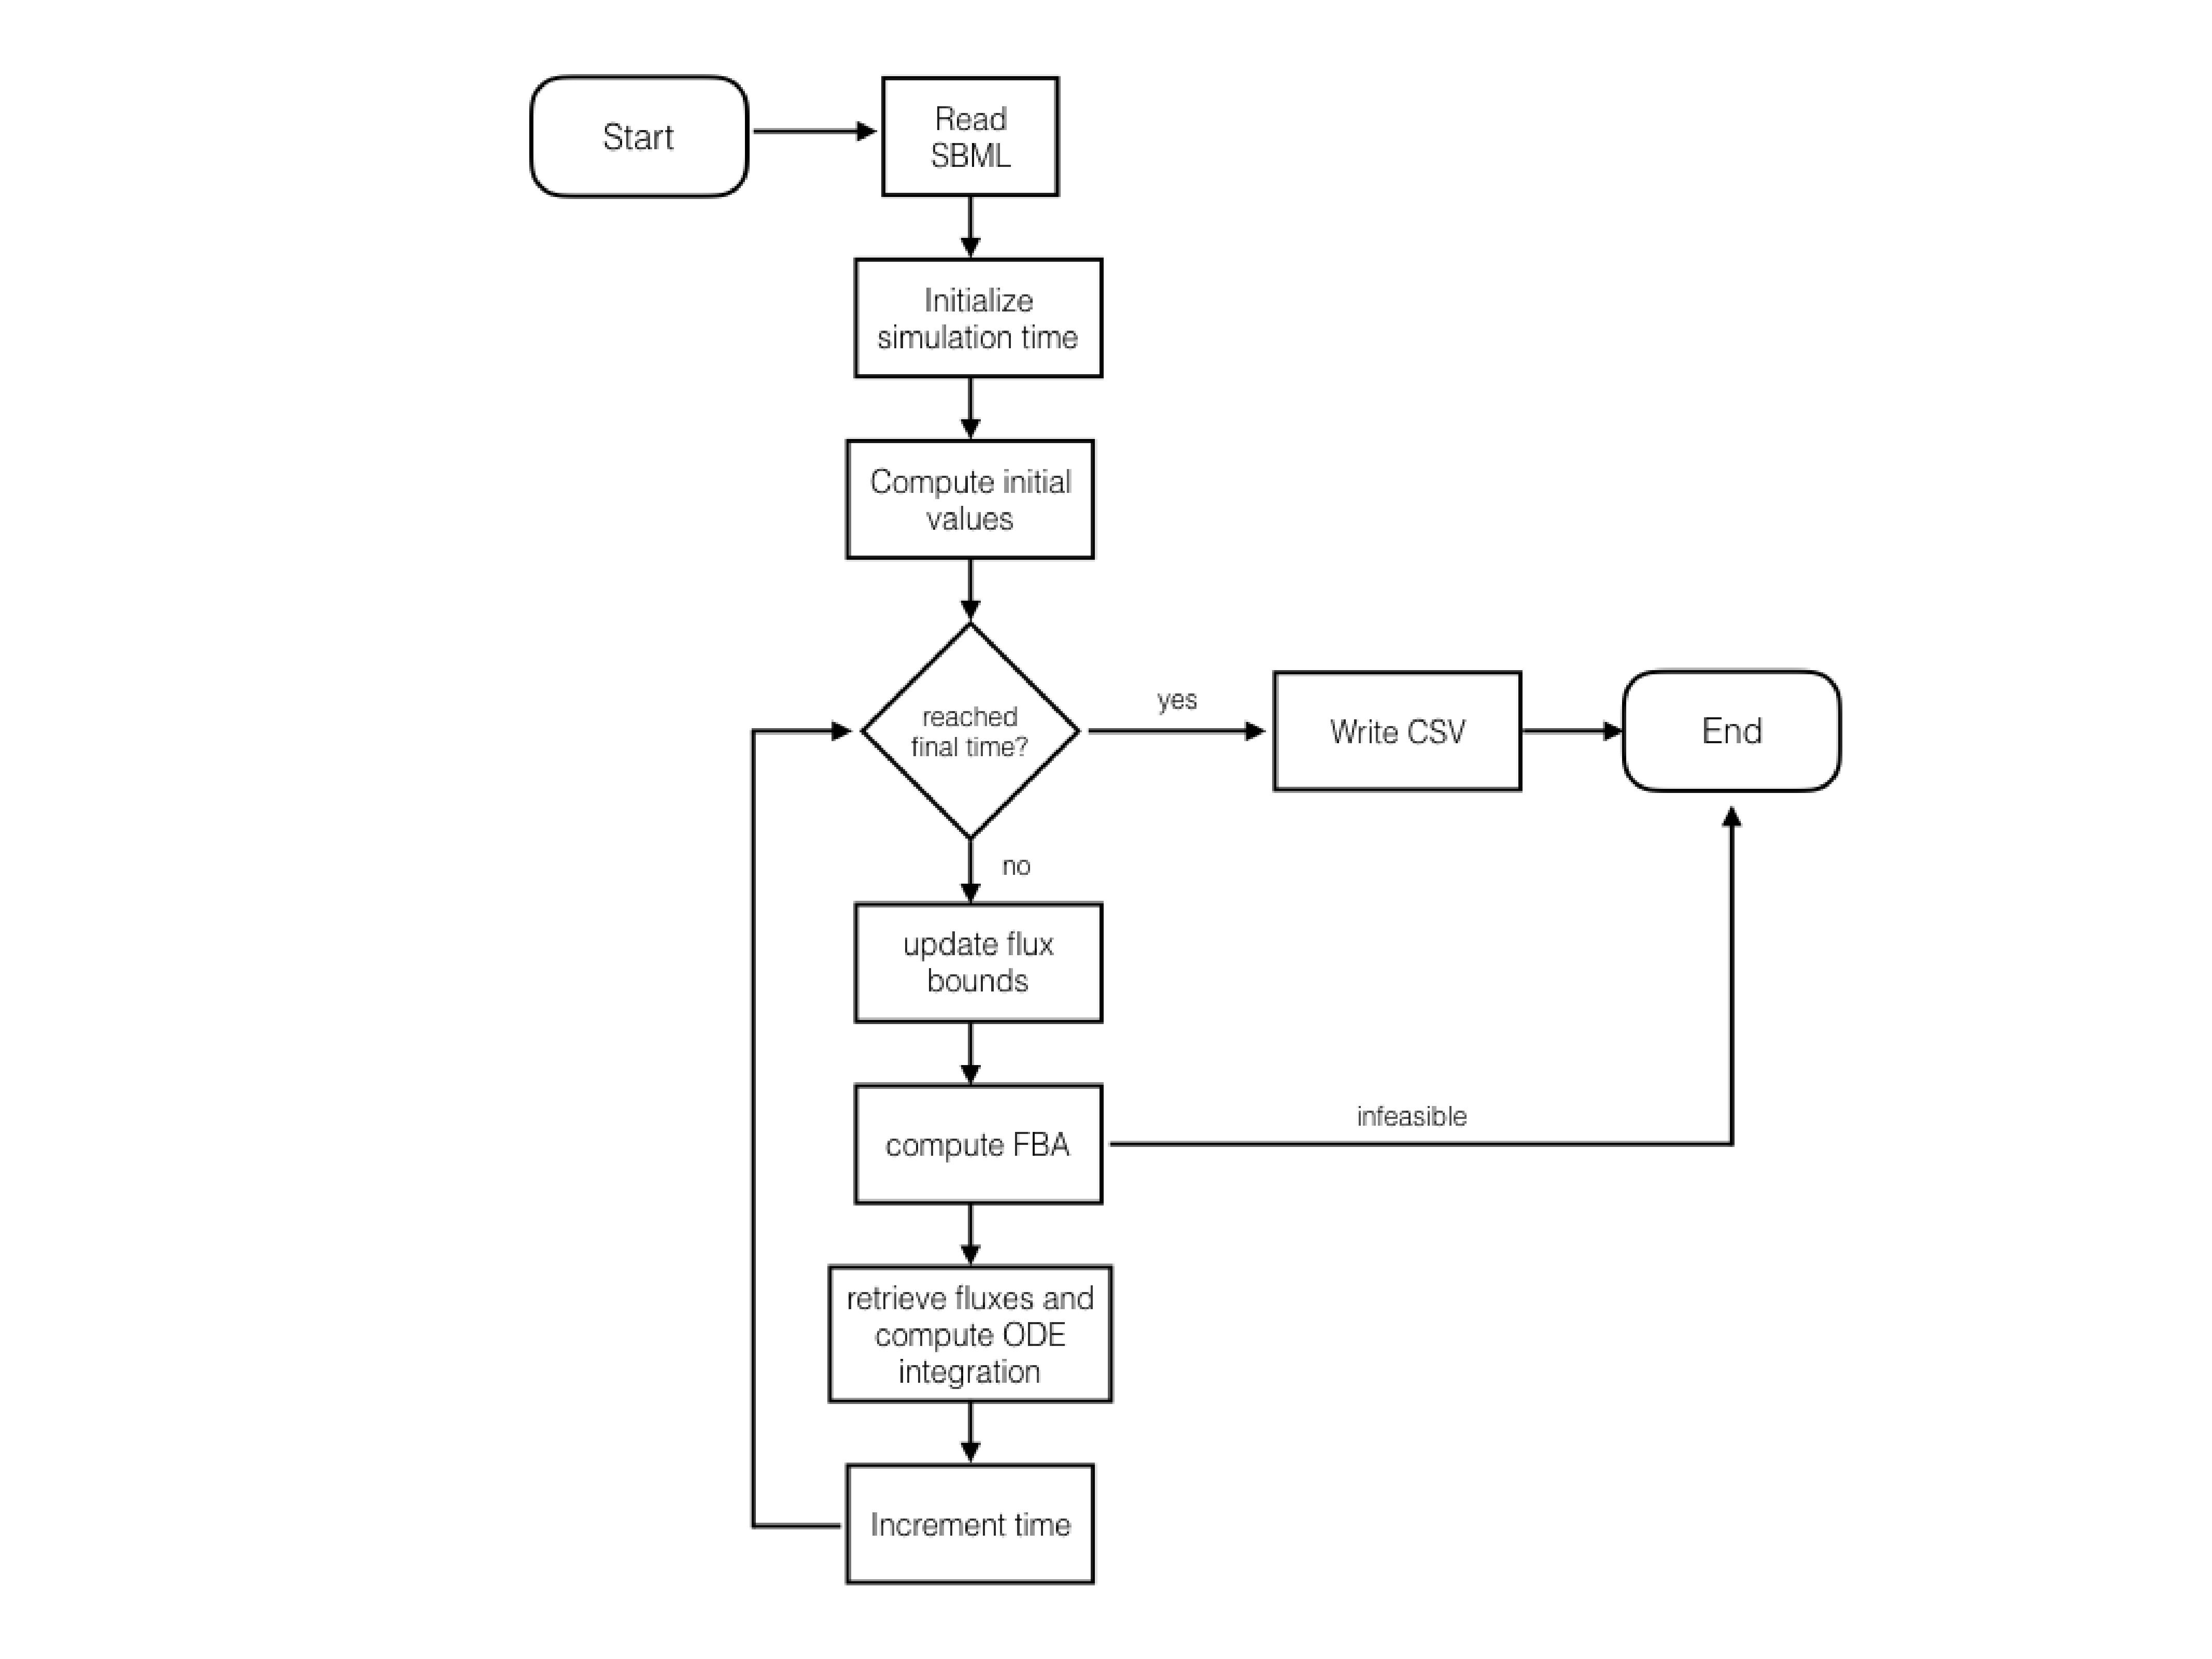 Start
Read
SBML
Initialize
simulation time
Compute initial
values
reached
final time?
yes
Write CSV
End
no
update flux
bounds
compute FBA
infeasible
retrieve fluxes and
compute ODE
integration
Increment time